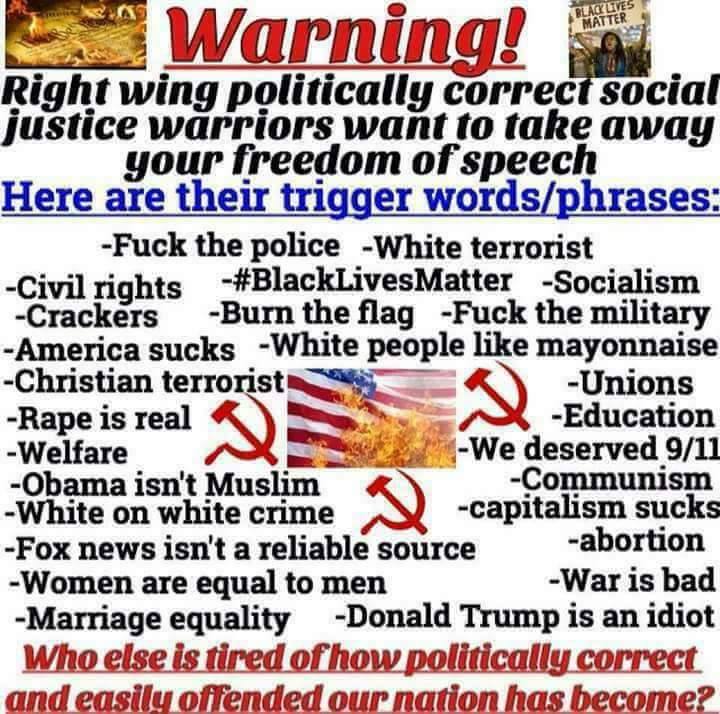 Warning!
BLACK LIVES
MATTER
Right wing politically correct social
justice warriors want to take away
your freedom of speech
Here are their trigger words/phrases:
-Fuck the police -White terrorist
-Civil rights -#BlackLivesMatter -Socialism
-Crackers -Burn the flag -Fuck the military
-America sucks -White people like mayonnaise
-Christian terrorist -Unions
-Rape is real -Education
-Welfare -We deserved 9/11
-Obama isn't Muslim -Communism
-White on white crime -capitalism sucks
-Fox news isn't a reliable source -abortion
-Women are equal to men -War is bad
-Marriage equality -Donald Trump is an idiot
Who else is tired of how politically correct
and easily offended our nation has become?